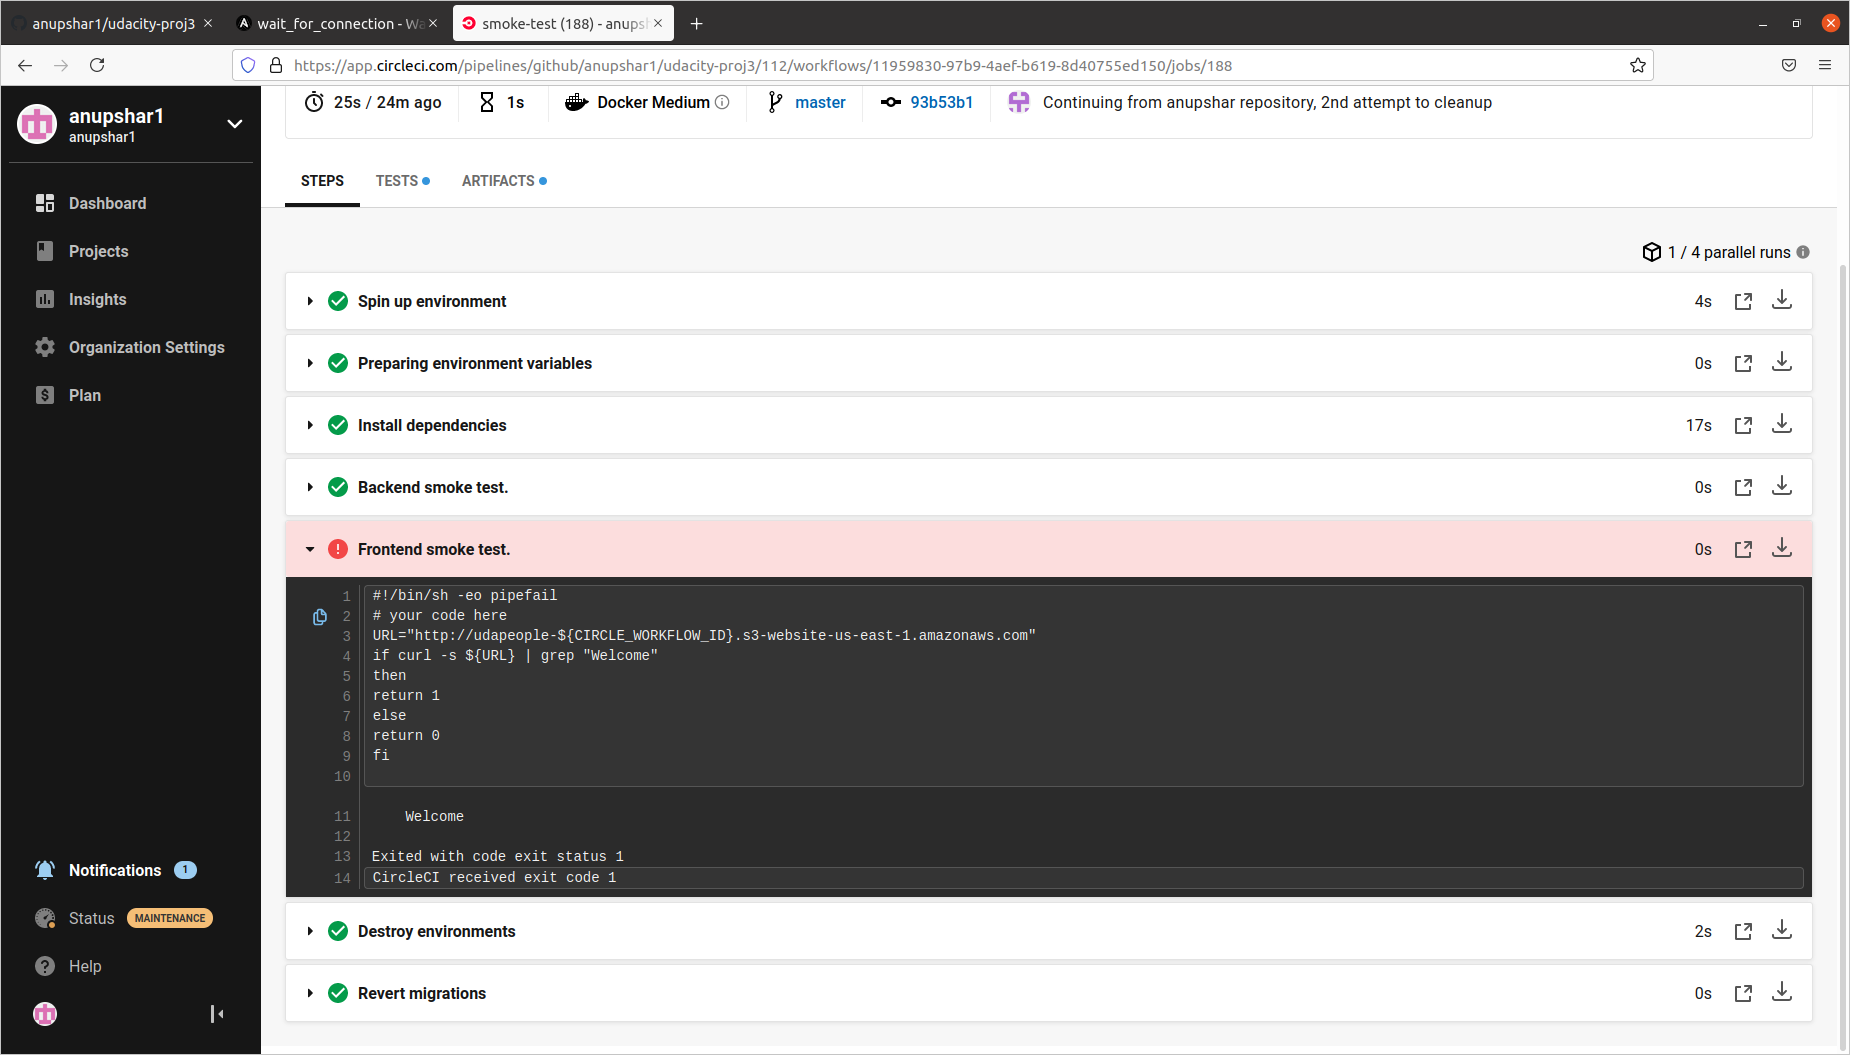 anupshar1/udacity-proj3
wait_for_connection - Wa
smoke-test (188) - anupsh
https://app.circleci.com/pipelines/github/anupshar1/udacity-proj3/112/workflows/11959830-97b9-4aef-b619-8d40755ed150/jobs/188
anupshar1
anupshar1
Dashboard
Projects
Insights
Organization Settings
Plan
Notifications 1
Status MAINTENANCE
Help
25s / 24m ago 1s Docker Medium master 93b53b1 Continuing from anupshar repository, 2nd attempt to cleanup
STEPS TESTS ARTIFACTS
1 / 4 parallel runs
Spin up environment 4s
Preparing environment variables 0s
Install dependencies 17s
Backend smoke test. 0s
Frontend smoke test. 0s
1 #!/bin/sh -eo pipefail
2 # your code here
3 URL="http://udapeople-${CIRCLE_WORKFLOW_ID}.s3-website-us-east-1.amazonaws.com"
4 if curl -s ${URL} | grep "Welcome"
5 then
6 return 1
7 else
8 return 0
9 fi
10
11 Welcome
12
13 Exited with code exit status 1
14 CircleCI received exit code 1
Destroy environments 2s
Revert migrations 0s